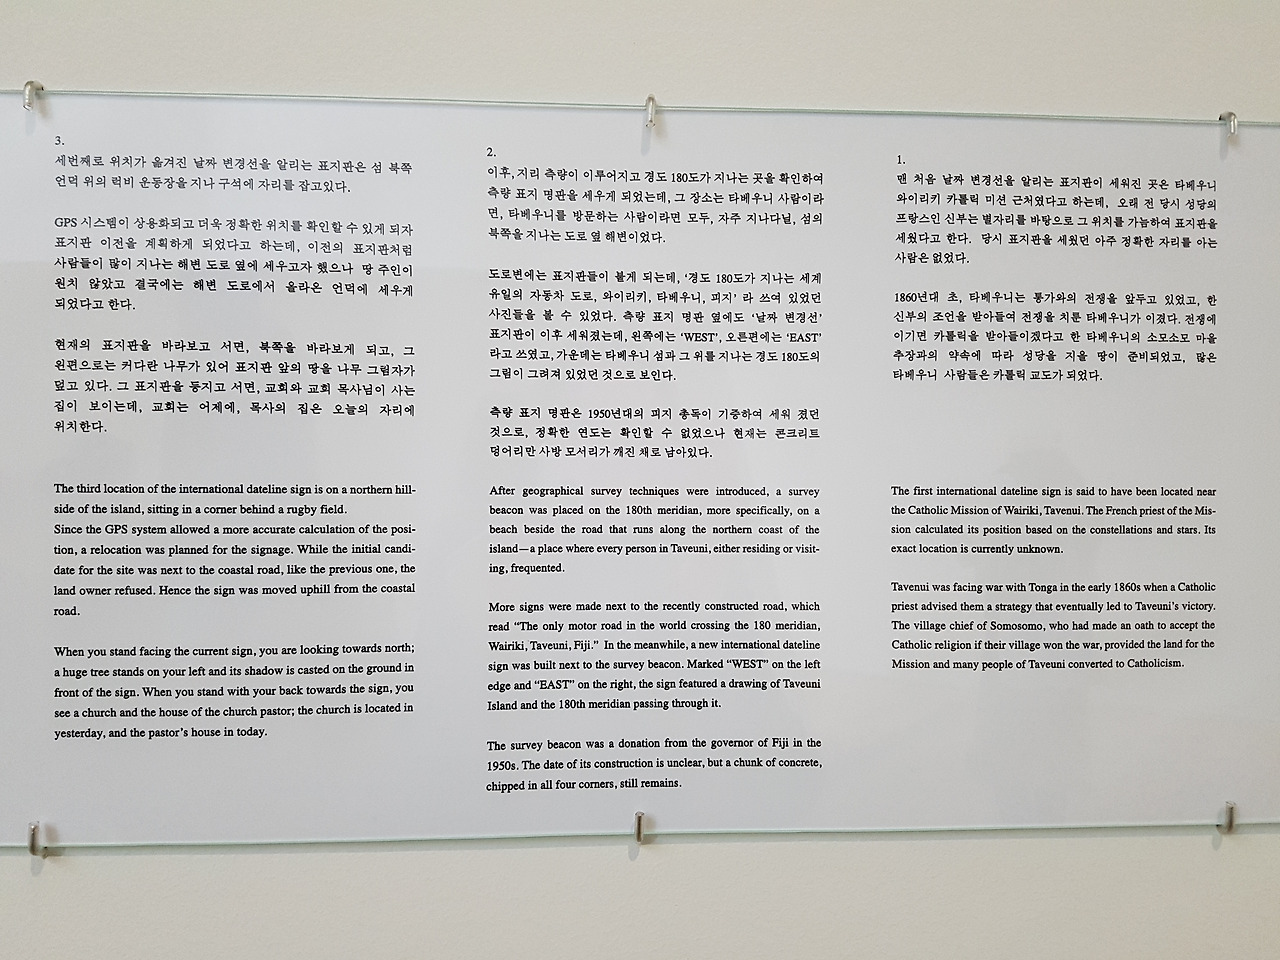 3.
세번째로 위치가 옮겨진 날짜 변경선을 알리는 표지판은 섬 북쪽
언덕 위의 럭비 운동장을 지나 구석에 자리를 잡고있다.
GPS 시스템이 상용화되고 더욱 정확한 위치를 확인할 수 있게 되자
표지판 이전을 계획하게 되었다고 하는데, 이전의 표지판처럼
사람들이 많이 지나는 해변 도로 옆에 세우고자 했으나 땅 주인이
원치 않았고 결국에는 해변 도로에서 올라온 언덕에 세우게
되었다고 한다.
현재의 표지판을 바라보고 서면, 북쪽을 바라보게 되고, 그
왼편으로는 커다란 나무가 있어 표지판 앞의 땅을 나무 그림자가
덮고 있다. 그 표지판을 등지고 서면, 교회와 교회 목사님이 사는
집이 보이는데, 교회는 어제에, 목사의 집은 오늘의 자리에
위치한다.
The third location of the international dateline sign is on a northern hill-
side of the island, sitting in a corner behind a rugby field.
Since the GPS system allowed a more accurate calculation of the posi-
tion, a relocation was planned for the signage. While the initial candi-
date for the site was next to the coastal road, like the previous one, the
land owner refused. Hence the sign was moved uphill from the coastal
road.
When you stand facing the current sign, you are looking towards north;
a huge tree stands on your left and its shadow is casted on the ground in
front of the sign. When you stand with your back towards the sign, you
see a church and the house of the church pastor; the church is located in
yesterday, and the pastor's house in today.
2.
이후, 지리 측량이 이루어지고 경도 180도가 지나는 곳을 확인하여
측량 표지 명판을 세우게 되었는데, 그 장소는 타베우니 사람이라
면, 타베우니를 방문하는 사람이라면 모두, 자주 지나다닐, 섬의
북쪽을 지나는 도로 옆 해변이었다.
도로변에는 표지판들이 붙게 되는데, ‘경도 180도가 지나는 세계
유일의 자동차 도로, 와이리키, 타베우니, 피지’ 라 쓰여 있었던
사진들을 볼 수 있었다. 측량 표지 명판 옆에도 ‘날짜 변경선’
표지판이 이후 세워졌는데, 왼쪽에는 ‘WEST’, 오른편에는 ‘EAST’
라고 쓰였고, 가운데는 타베우니 섬과 그 위를 지나는 경도 180도의
그림이 그려져 있었던 것으로 보인다.
측량 표지 명판은 1950년대의 피지 총독이 기증하여 세워 졌던
것으로, 정확한 연도는 확인할 수 없었으나 현재는 콘크리트
덩어리만 사방 모서리가 깨진 채로 남아있다.
After geographical survey techniques were introduced, a survey
beacon was placed on the 180th meridian, more specifically, on a
beach beside the road that runs along the northern coast of the
island—a place where every person in Taveuni, either residing or visit-
ing, frequented.
More signs were made next to the recently constructed road, which
read “The only motor road in the world crossing the 180 meridian,
Wairiki, Taveuni, Fiji.” In the meanwhile, a new international dateline
sign was built next to the survey beacon. Marked “WEST” on the left
edge and “EAST” on the right, the sign featured a drawing of Taveuni
Island and the 180th meridian passing through it.
The survey beacon was a donation from the governor of Fiji in the
1950s. The date of its construction is unclear, but a chunk of concrete,
chipped in all four corners, still remains.
1.
맨 처음 날짜 변경선을 알리는 표지판이 세워진 곳은 타베우니
와이리키 카톨릭 미션 근처였다고 하는데, 오래 전 당시 성당의
프랑스인 신부는 별자리를 바탕으로 그 위치를 가늠하여 표지판을
세웠다고 한다. 당시 표지판을 세웠던 아주 정확한 자리를 아는
사람은 없었다.
1860년대 초, 타베우니는 통가와의 전쟁을 앞두고 있었고, 한
신부의 조언을 받아들여 전쟁을 치룬 타베우니가 이겼다. 전쟁에
이기면 카톨릭을 받아들이겠다고 한 타베우니의 소모소모 마을
추장과의 약속에 따라 성당을 지을 땅이 준비되었고, 많은
타베우니 사람들은 카톨릭 교도가 되었다.
The first international dateline sign is said to have been located near
the Catholic Mission of Wairiki, Tavenui. The French priest of the Mis-
sion calculated its position based on the constellations and stars. Its
exact location is currently unknown.
Tavenui was facing war with Tonga in the early 1860s when a Catholic
priest advised them a strategy that eventually led to Taveuni's victory.
The village chief of Somosomo, who had made an oath to accept the
Catholic religion if their village won the war, provided the land for the
Mission and many people of Taveuni converted to Catholicism.